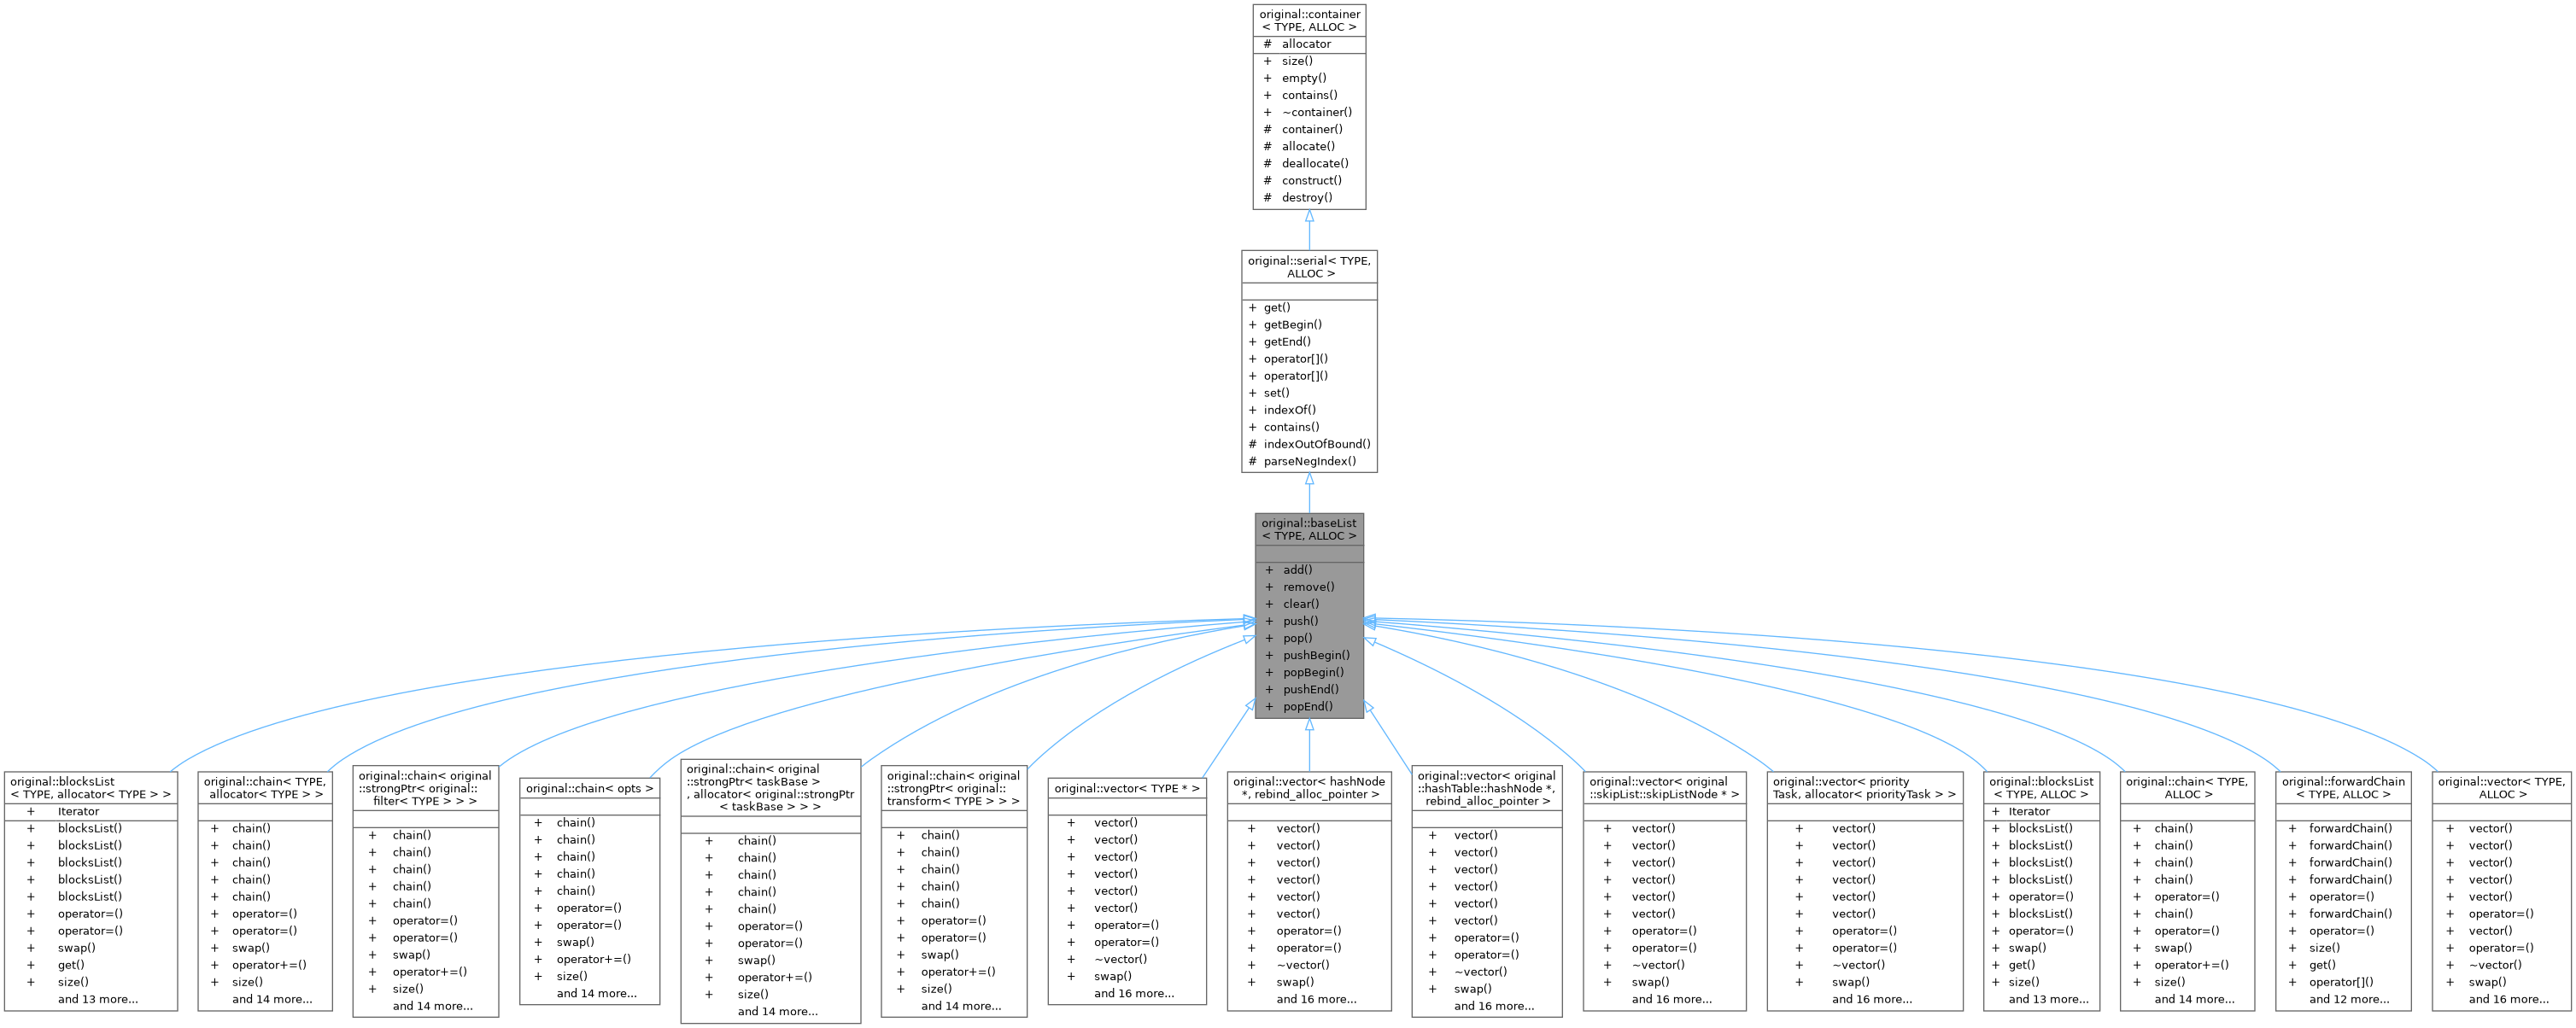 original::container
< TYPE, ALLOC >
# allocator
+ size()
+ empty()
+ contains()
+ ~container()
# container()
# allocate()
# deallocate()
# construct()
# destroy()
original::serial< TYPE,
ALLOC >
+ get()
+ getBegin()
+ getEnd()
+ operator[]()
+ operator[]()
+ set()
+ indexOf()
+ contains()
# indexOutOfBound()
# parseNegIndex()
original::baseList
< TYPE, ALLOC >
+ add()
+ remove()
+ clear()
+ push()
+ pop()
+ pushBegin()
+ popBegin()
+ pushEnd()
+ popEnd()
original::blocksList
< TYPE, allocator< TYPE > >
+ Iterator
+ blocksList()
+ blocksList()
+ blocksList()
+ blocksList()
+ blocksList()
+ operator=()
+ operator=()
+ swap()
+ get()
+ size()
and 13 more...
original::chain< TYPE,
allocator< TYPE > >
+ chain()
+ chain()
+ chain()
+ chain()
+ chain()
+ operator=()
+ operator=()
+ swap()
+ operator+=()
+ size()
and 14 more...
original::chain< original
::strongPtr< original::
filter< TYPE > > >
+ chain()
+ chain()
+ chain()
+ chain()
+ chain()
+ operator=()
+ operator=()
+ swap()
+ operator+=()
+ size()
and 14 more...
original::chain< opts >
+ chain()
+ chain()
+ chain()
+ chain()
+ chain()
+ operator=()
+ operator=()
+ swap()
+ operator+=()
+ size()
and 14 more...
original::chain< original
::strongPtr< taskBase >
, allocator< original::strongPtr
< taskBase > > >
+ chain()
+ chain()
+ chain()
+ chain()
+ chain()
+ operator=()
+ operator=()
+ swap()
+ operator+=()
+ size()
and 14 more...
original::chain< original
::strongPtr< original::
transform< TYPE > > >
+ chain()
+ chain()
+ chain()
+ chain()
+ chain()
+ operator=()
+ operator=()
+ swap()
+ operator+=()
+ size()
and 14 more...
original::vector< TYPE * >
+ vector()
+ vector()
+ vector()
+ vector()
+ vector()
+ vector()
+ operator=()
+ operator=()
+ ~vector()
+ swap()
and 16 more...
original::vector< hashNode
*, rebind_alloc_pointer >
+ vector()
+ vector()
+ vector()
+ vector()
+ vector()
+ vector()
+ operator=()
+ operator=()
+ ~vector()
+ swap()
and 16 more...
original::vector< original
::hashTable::hashNode *,
rebind_alloc_pointer >
+ vector()
+ vector()
+ vector()
+ vector()
+ vector()
+ vector()
+ operator=()
+ operator=()
+ ~vector()
+ swap()
and 16 more...
original::vector< original
::skipList::skipListNode * >
+ vector()
+ vector()
+ vector()
+ vector()
+ vector()
+ vector()
+ operator=()
+ operator=()
+ ~vector()
+ swap()
and 16 more...
original::vector< priority
Task, allocator< priorityTask > >
+ vector()
+ vector()
+ vector()
+ vector()
+ vector()
+ vector()
+ operator=()
+ operator=()
+ ~vector()
+ swap()
and 16 more...
original::blocksList
< TYPE, ALLOC >
+ Iterator
+ blocksList()
+ blocksList()
+ blocksList()
+ blocksList()
+ operator=()
+ blocksList()
+ operator=()
+ swap()
+ get()
+ size()
and 13 more...
original::chain< TYPE,
ALLOC >
+ chain()
+ chain()
+ chain()
+ chain()
+ operator=()
+ chain()
+ operator=()
+ swap()
+ operator+=()
+ size()
and 14 more...
original::forwardChain
< TYPE, ALLOC >
+ forwardChain()
+ forwardChain()
+ forwardChain()
+ forwardChain()
+ operator=()
+ forwardChain()
+ operator=()
+ size()
+ get()
+ operator[]()
and 12 more...
original::vector< TYPE,
ALLOC >
+ vector()
+ vector()
+ vector()
+ vector()
+ vector()
+ operator=()
+ vector()
+ operator=()
+ ~vector()
+ swap()
and 16 more...